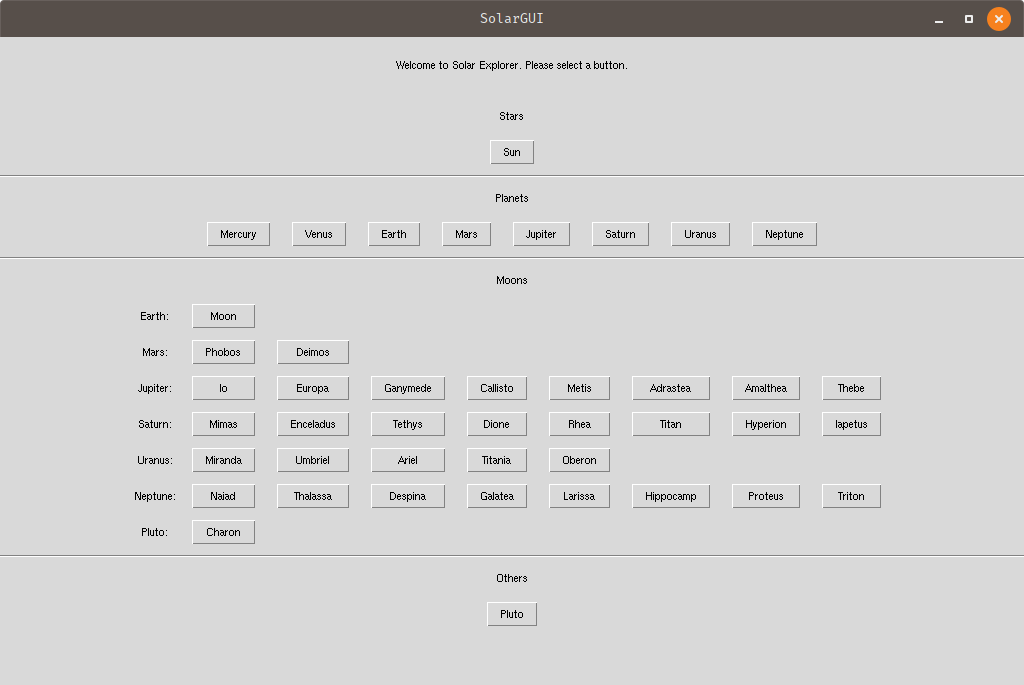 SolarGUI
Welcome to Solar Explorer. Please select a button.
Stars
Sun
Planets
Mercury Venus Earth Mars Jupiter Saturn Uranus Neptune
Moons
Earth: Moon
Mars: Phobos Deimos
Jupiter: Io Europa Ganymede Callisto Metis Adrastea Amalthea Thebe
Saturn: Mimas Enceladus Tethys Dione Rhea Titan Hyperion Iapetus
Uranus: Miranda Umbriel Ariel Titania Oberon
Neptune: Naiad Thalassa Despina Galatea Larissa Hippocamp Proteus Triton
Pluto: Charon
Others
Pluto